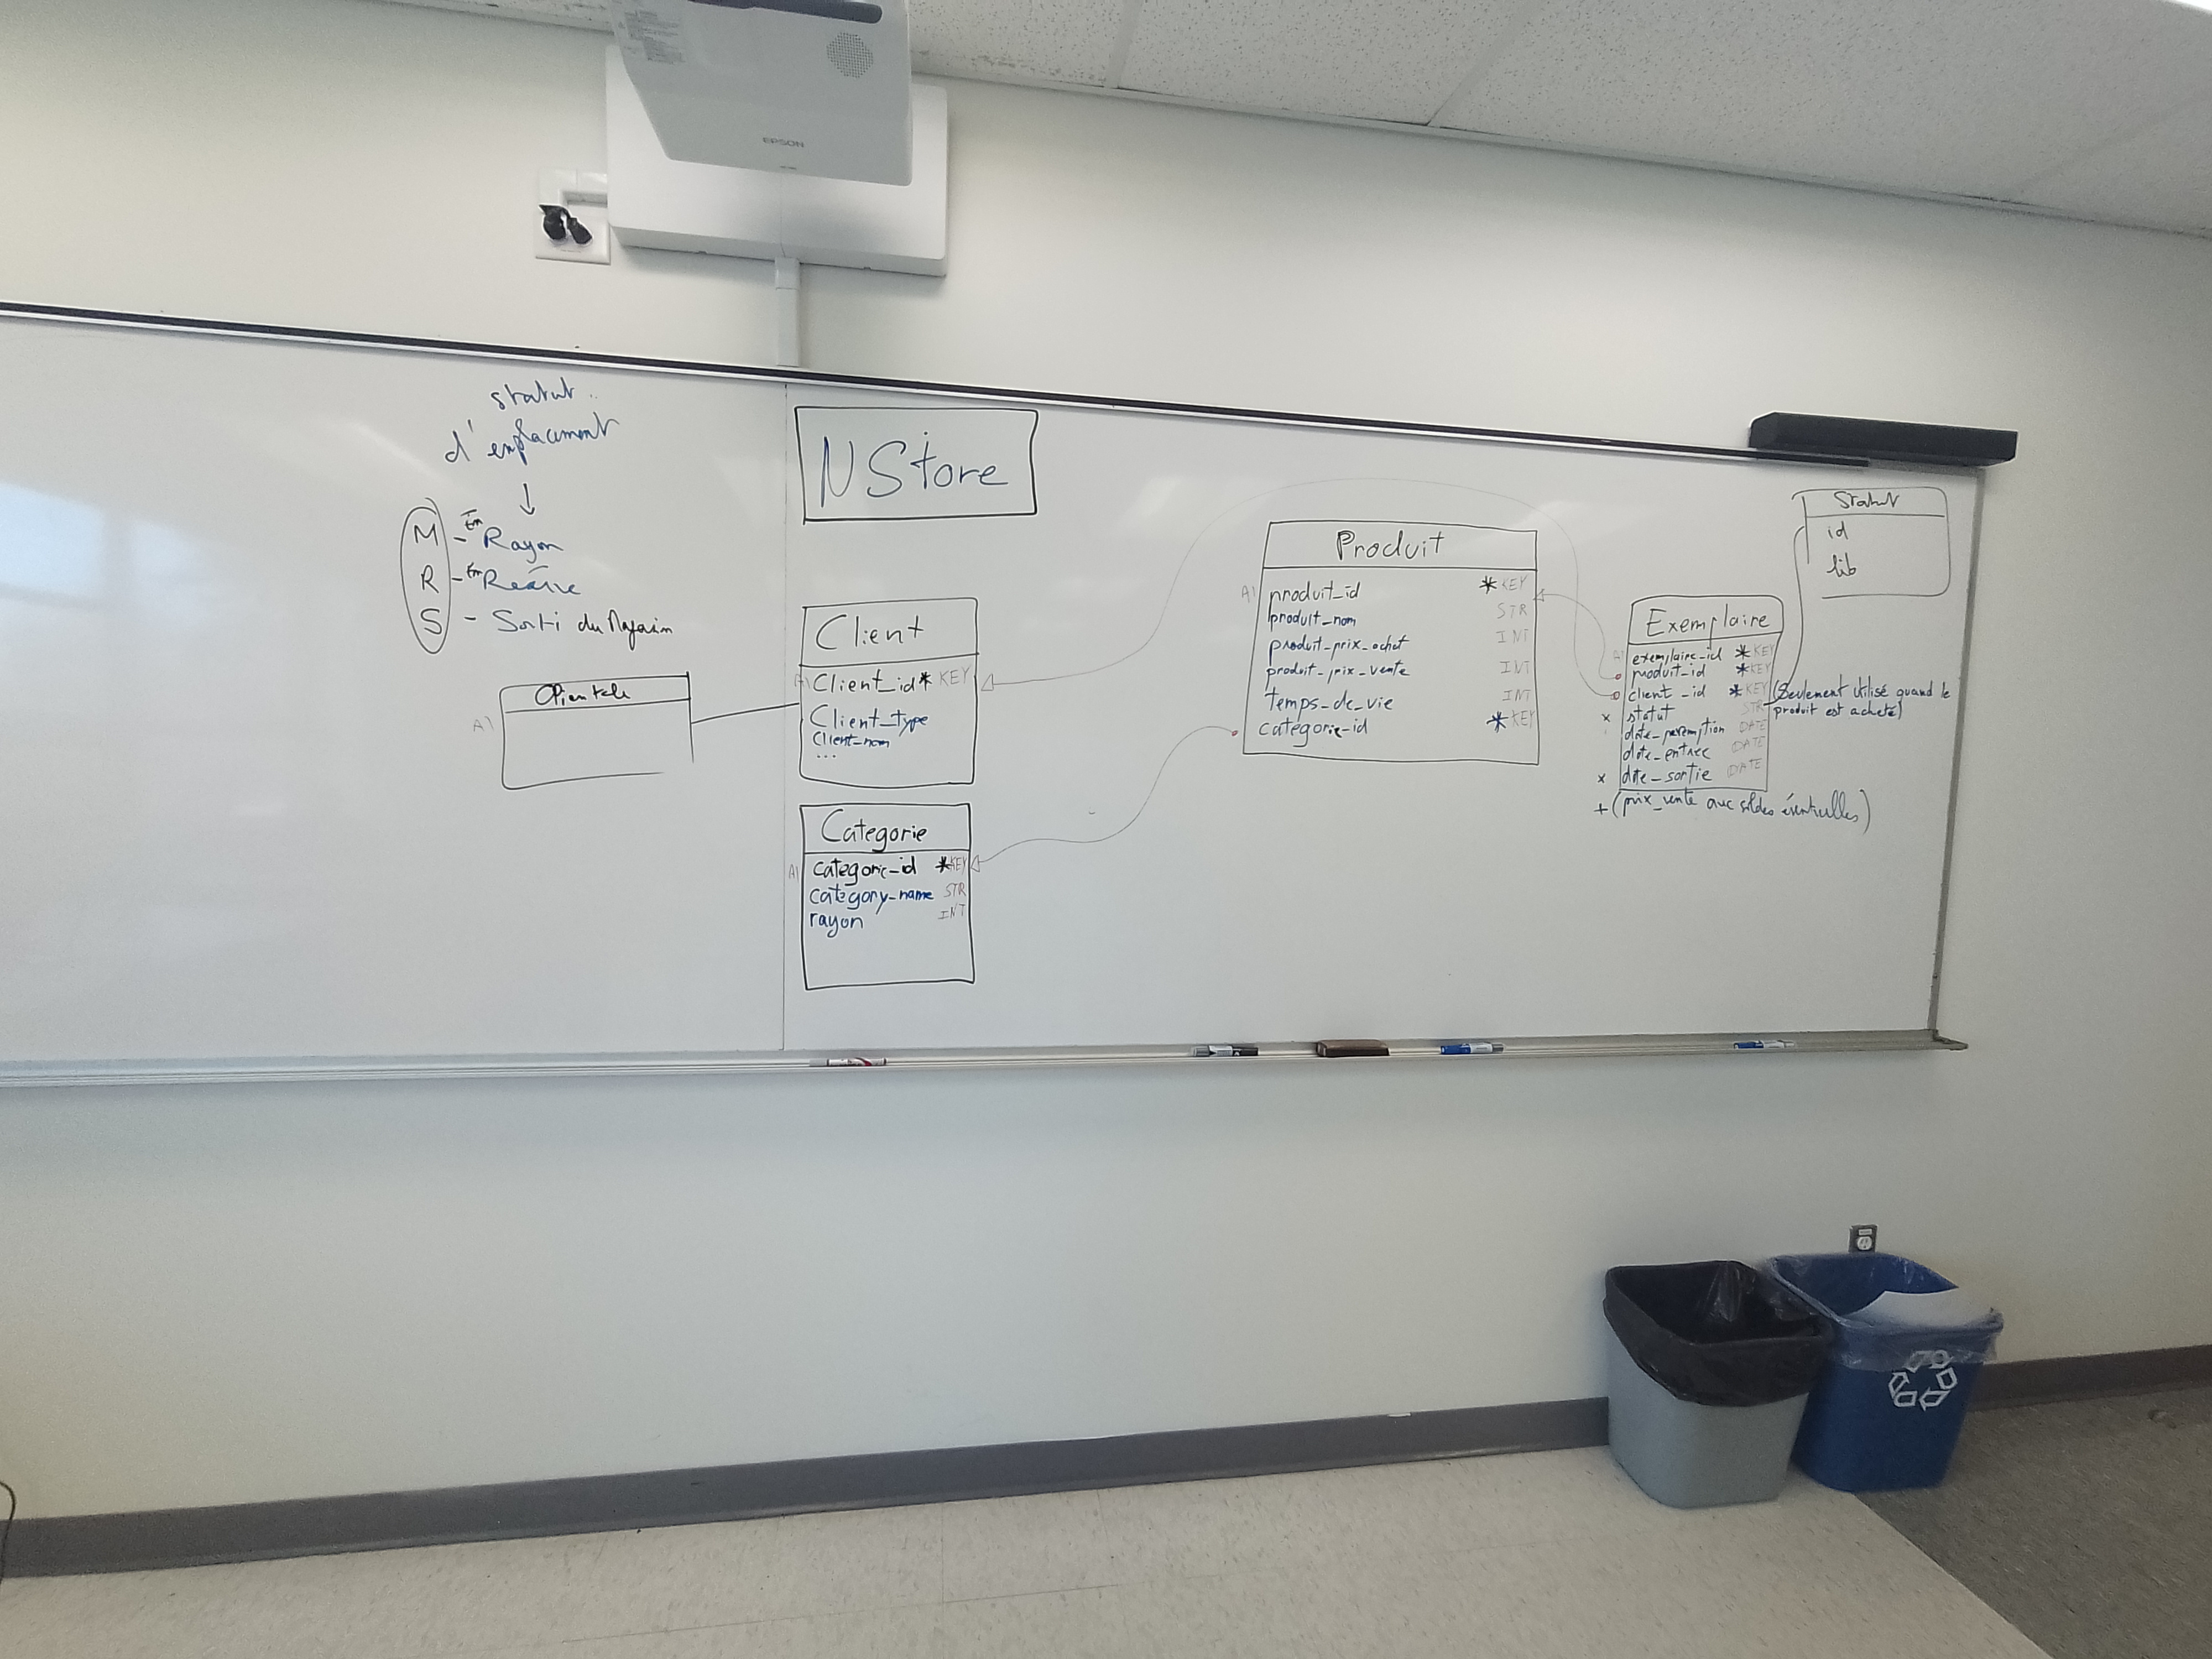 EPSON
statut
d'emplacement
↓
M - En Rayon
R - En Réserve
S - Sorti du Magasin
NStore
Clientele
AI
Client
AI Client_id * KEY
Client_type
Client_nom
...
Categorie
AI categorie_id * KEY
category_name STR
rayon INT
Produit
AI produit_id * KEY
produit_nom STR
produit_prix_achat INT
produit_prix_vente INT
temps_de_vie INT
categorie_id * KEY
Statut
id
lib
Exemplaire
AI exemplaire_id * KEY
produit_id * KEY
client_id * KEY (Seulement utilisé quand le
produit est acheté)
x statut STR
date_peremption DATE
date_entree DATE
x date_sortie DATE
+ (prix_vente avec soldes éventuelles)